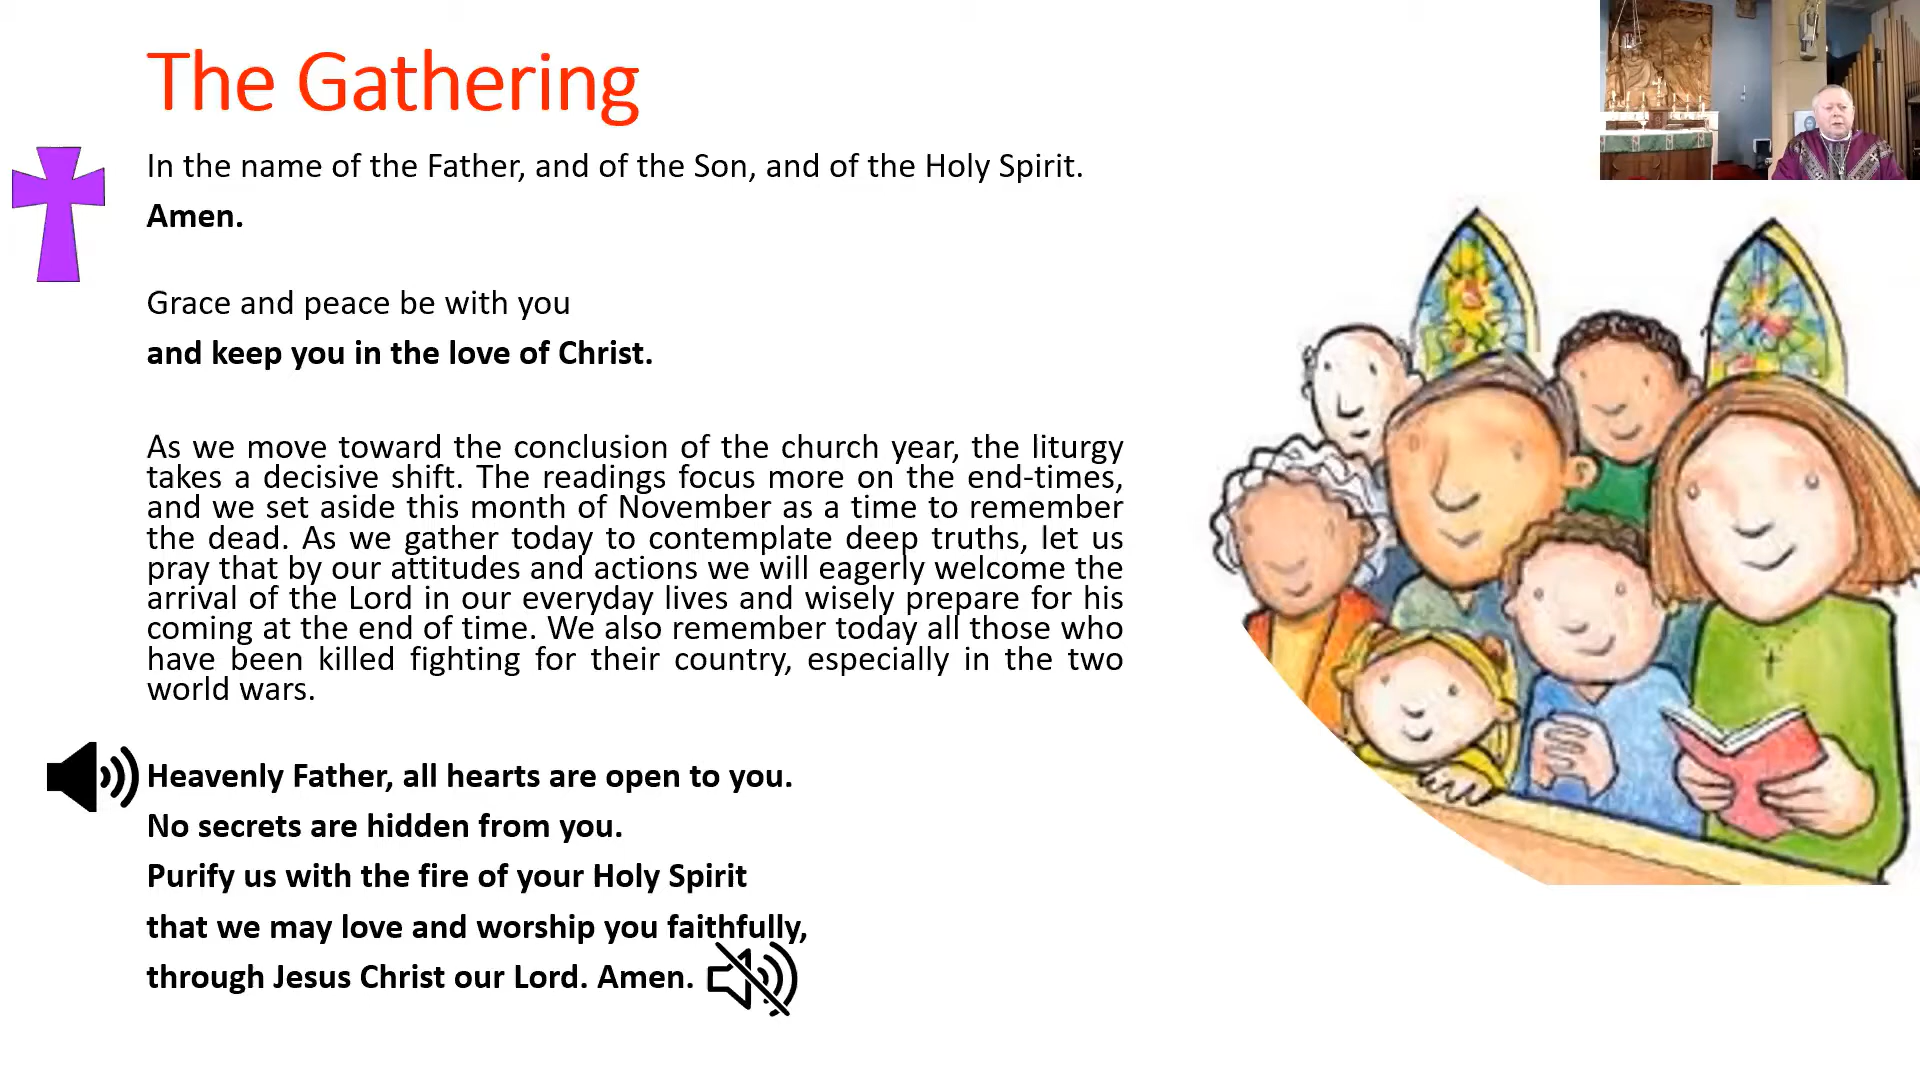 The Gathering
In the name of the Father, and of the Son, and of the Holy Spirit.
Amen.
Grace and peace be with you
and keep you in the love of Christ.
As we move toward the conclusion of the church year, the liturgy
takes a decisive shift. The readings focus more on the end-times,
and we set aside this month of November as a time to remember
the dead. As we gather today to contemplate deep truths, let us
pray that by our attitudes and actions we will eagerly welcome the
arrival of the Lord in our everyday lives and wisely prepare for his
coming at the end of time. We also remember today all those who
have been killed fighting for their country, especially in the two
world wars.
Heavenly Father, all hearts are open to you.
No secrets are hidden from you.
Purify us with the fire of your Holy Spirit
that we may love and worship you faithfully,
through Jesus Christ our Lord. Amen.